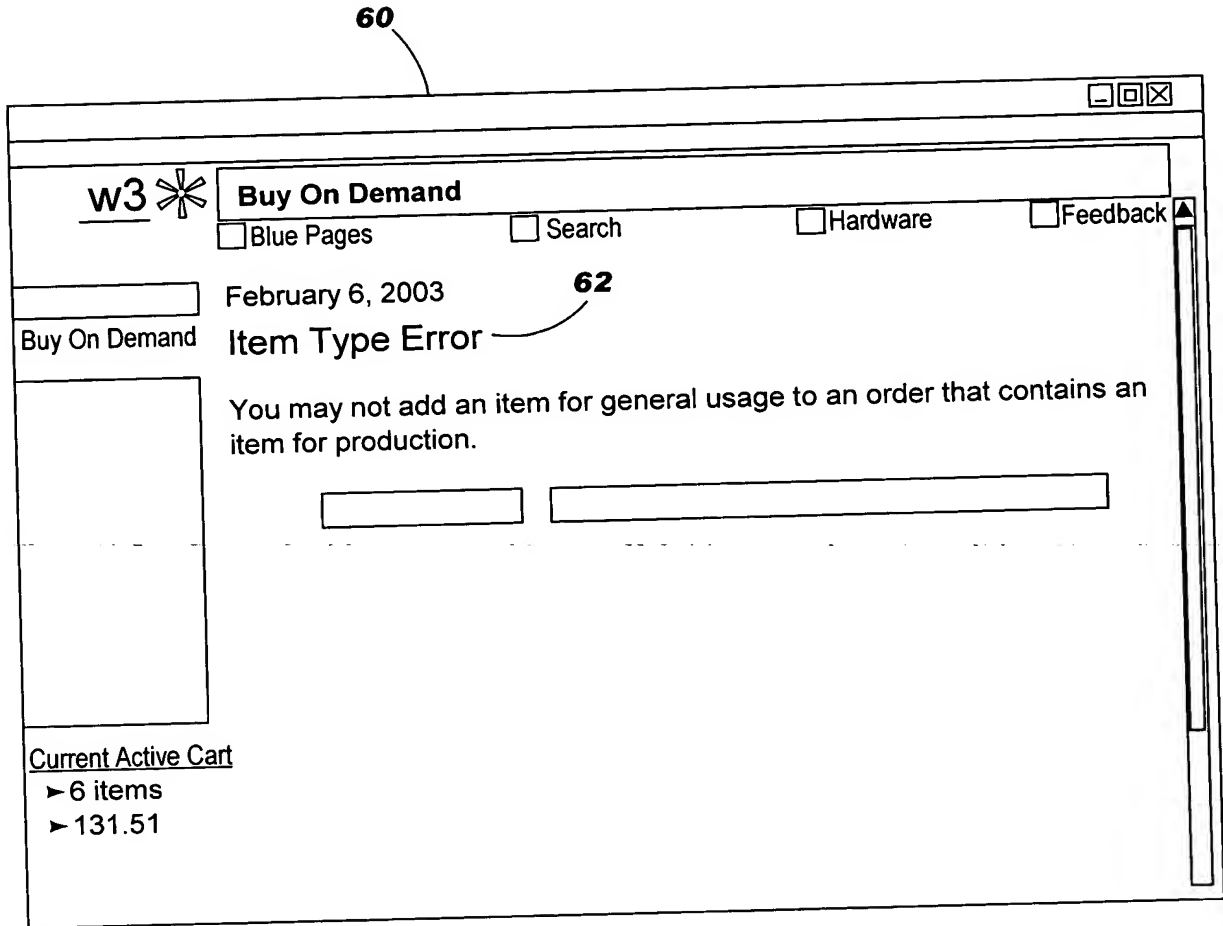 60
w3 Buy On Demand
Blue Pages Search Hardware Feedback
February 6, 2003 62
Buy On Demand Item Type Error
You may not add an item for general usage to an order that contains an
item for production.
Current Active Cart
►6 items
►131.51